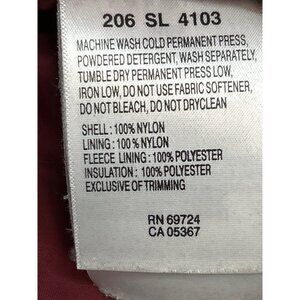 206 SL 4103
MACHINE WASH COLD PERMANENT PRESS,
POWDERED DETERGENT, WASH SEPARATELY,
TUMBLE DRY PERMANENT PRESS LOW,
IRON LOW, DO NOT USE FABRIC SOFTENER,
DO NOT BLEACH, DO NOT DRYCLEAN
SHELL : 100% NYLON
LINING : 100% NYLON
FLEECE LINING : 100% POLYESTER
INSULATION : 100% POLYESTER
EXCLUSIVE OF TRIMMING
RN 69724
CA 05367